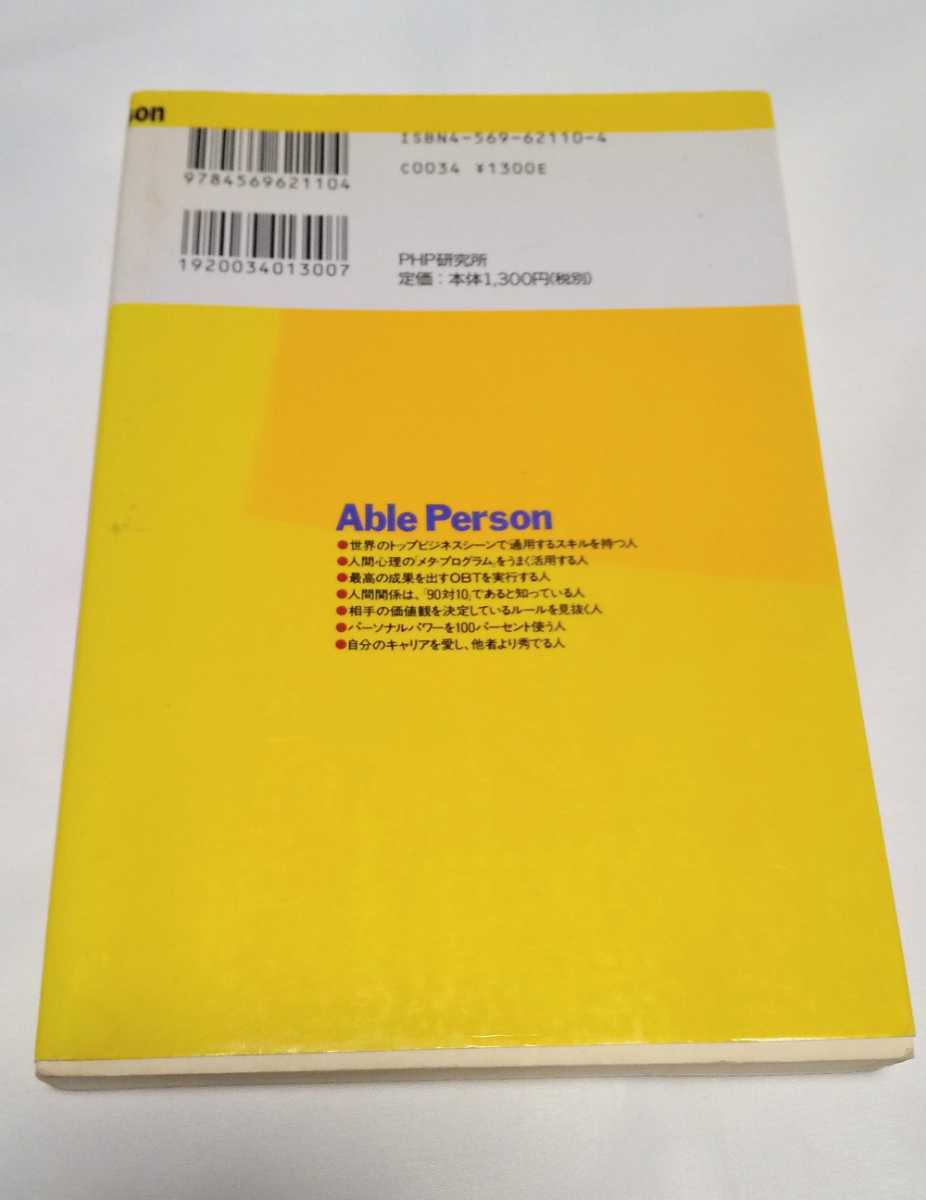 son
ISBN4-569-62110-4
9784569621104
C0034 ¥1300E
1920034013007
PHP研究所
定価：本体1,300円(税別)
Able Person
●世界のトップビジネスシーンで通用するスキルを持つ人
●人間心理の「メタ・プログラム」をうまく活用する人
●最高の成果を出すOBTを実行する人
●人間関係は、「90対10」であると知っている人
●相手の価値観を決定しているルールを見抜く人
●パーソナルパワーを100パーセント使う人
●自分のキャリアを愛し、他者より秀でる人